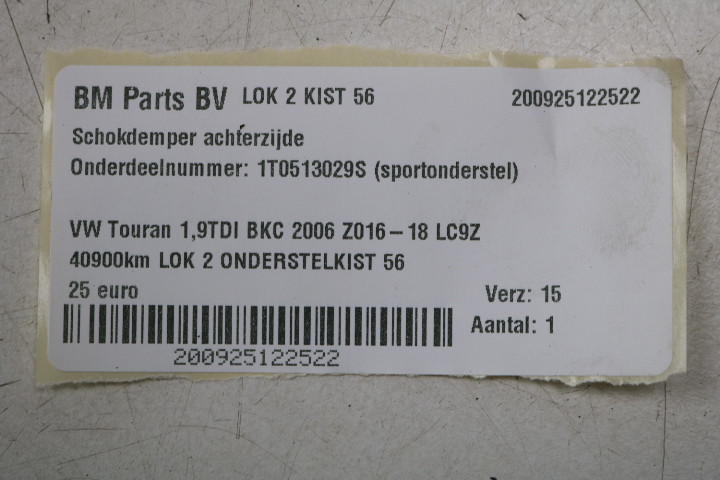 BM Parts BV LOK 2 KIST 56 200925122522
Schokdemper achterzijde
Onderdeelnummer: 1T0513029S (sportonderstel)
VW Touran 1,9TDI BKC 2006 Z016-18 LC9Z
40900km LOK 2 ONDERSTELKIST 56
25 euro Verz: 15
Aantal: 1
200925122522